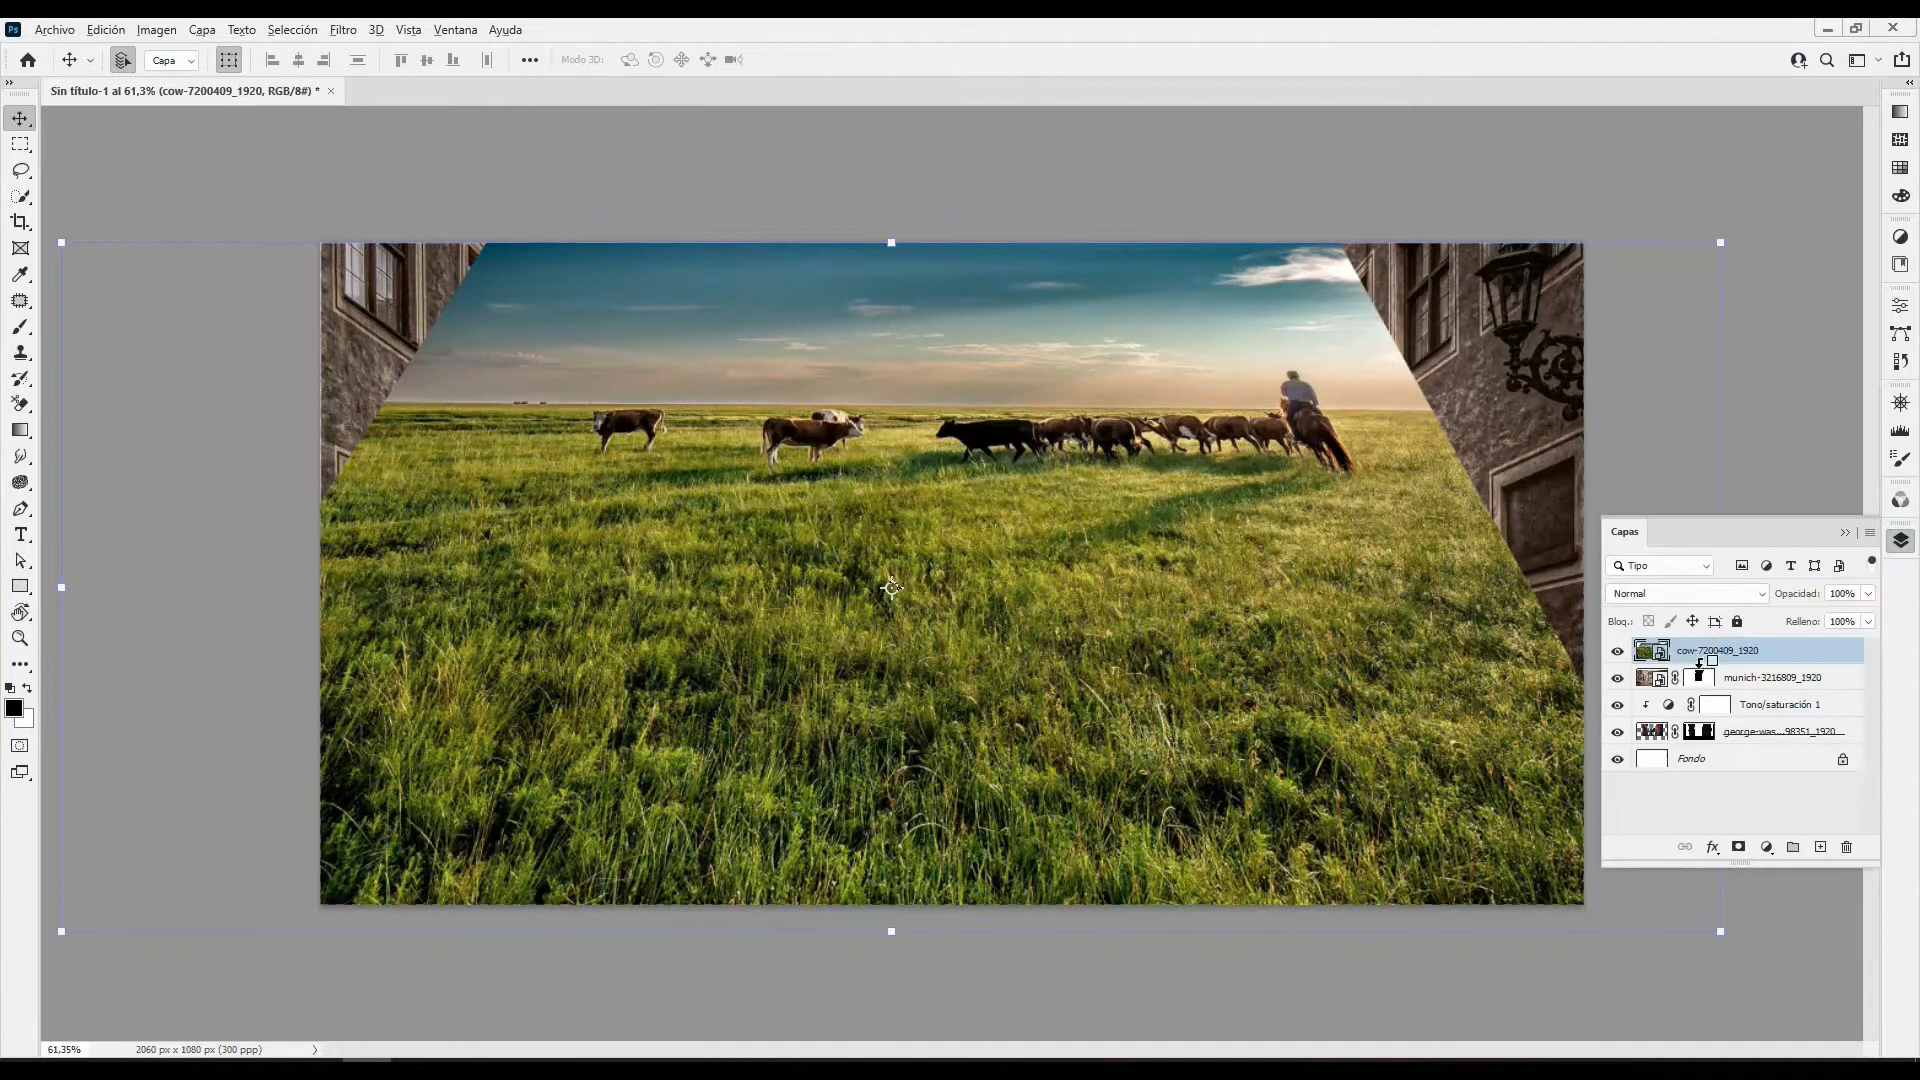 Ps Archivo Edición Imagen Capa Texto Selección Filtro 3D Vista Ventana Ayuda
Capa Modo 3D:
Sin título-1 al 61,3% (cow-7200409_1920, RGB/8#) *
Capas
Tipo
Normal Opacidad: 100%
Bloq.: Relleno: 100%
cow-7200409_1920
munich-3216809_1920
Tono/saturación 1
george-was...98351_1920
Fondo
fx
61,35% 2060 px x 1080 px (300 ppp)